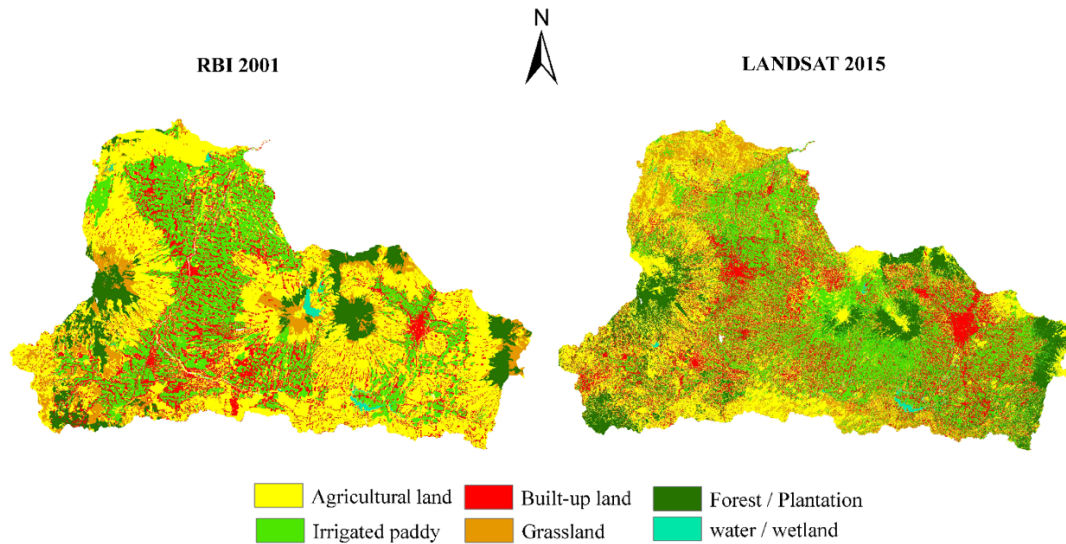 N
RBI 2001
LANDSAT 2015
Agricultural land
Built-up land
Forest / Plantation
Irrigated paddy
Grassland
water / wetland